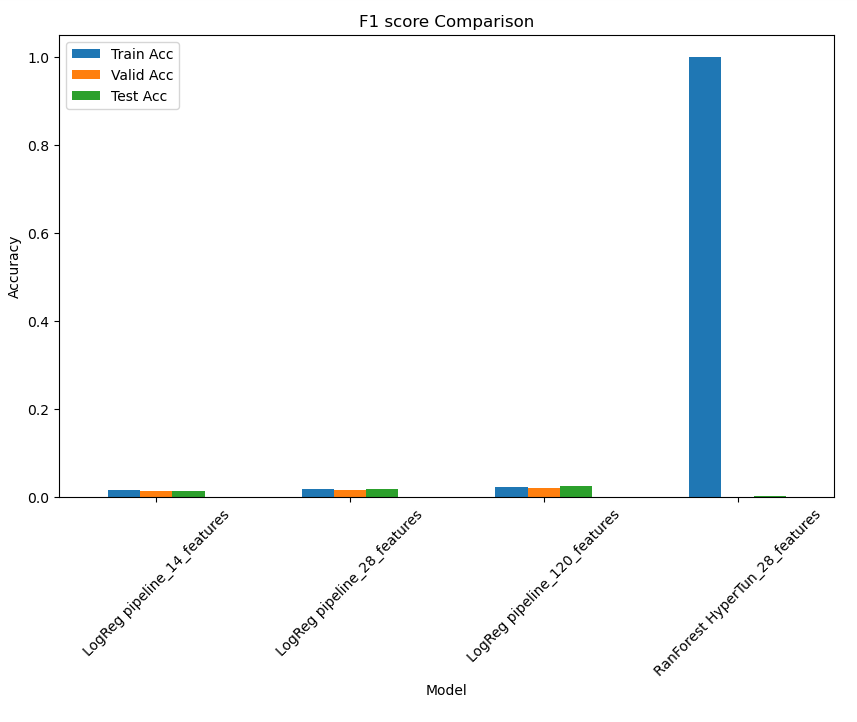 F1 score Comparison
Train Acc
Valid Acc
Test Acc
Accuracy
1.0
0.8
0.6
0.4
0.2
0.0
LogReg pipeline_14_features
LogReg pipeline_28_features
LogReg pipeline_120_features
RanForest HyperTun_28_features
Model